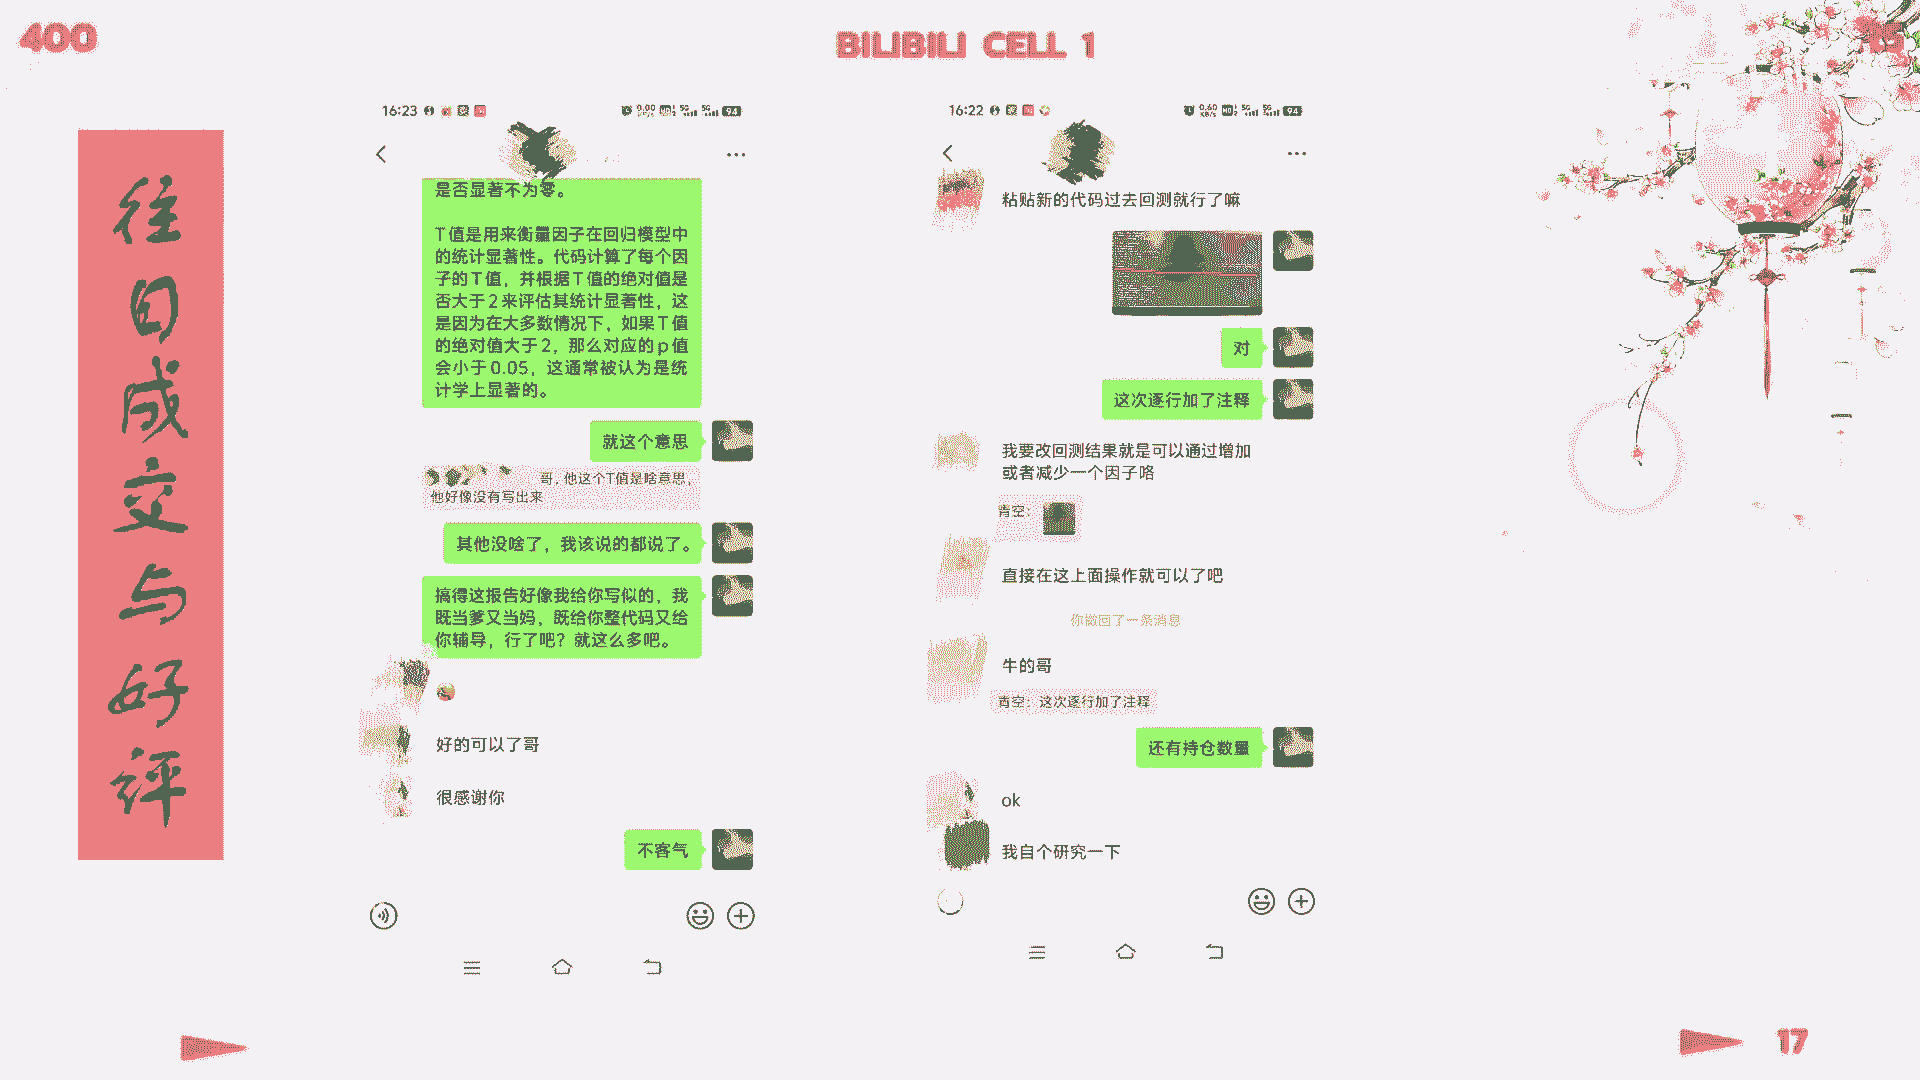 400
BILIBILI CELL 1
往日成交与好评
16:23
0.00
94
是否显著不为零。
T值是用来衡量因子在回归模型中
的统计显著性。代码计算了每个因
子的T值，并根据T值的绝对值是
否大于2来评估其统计显著性，这
是因为在大多数情况下，如果T值
的绝对值大于2，那么对应的p值
会小于0.05，这通常被认为是统
计学上显著的。
就这个意思
哥，他这个T值是啥意思，
他好像没有写出来
其他没啥了，我该说的都说了。
搞得这报告好像我给你写似的，我
既当爹又当妈，既给你整代码又给
你辅导，行了吧？就这么多吧。
好的可以了哥
很感谢你
不客气
16:22
0.60
KB/s
94
粘贴新的代码过去回测就行了嘛
对
这次逐行加了注释
我要改回测结果就是可以通过增加
或者减少一个因子咯
青空：
直接在这上面操作就可以了吧
你撤回了一条消息
牛的哥
青空：这次逐行加了注释
还有持仓数量
ok
我自个研究一下
17